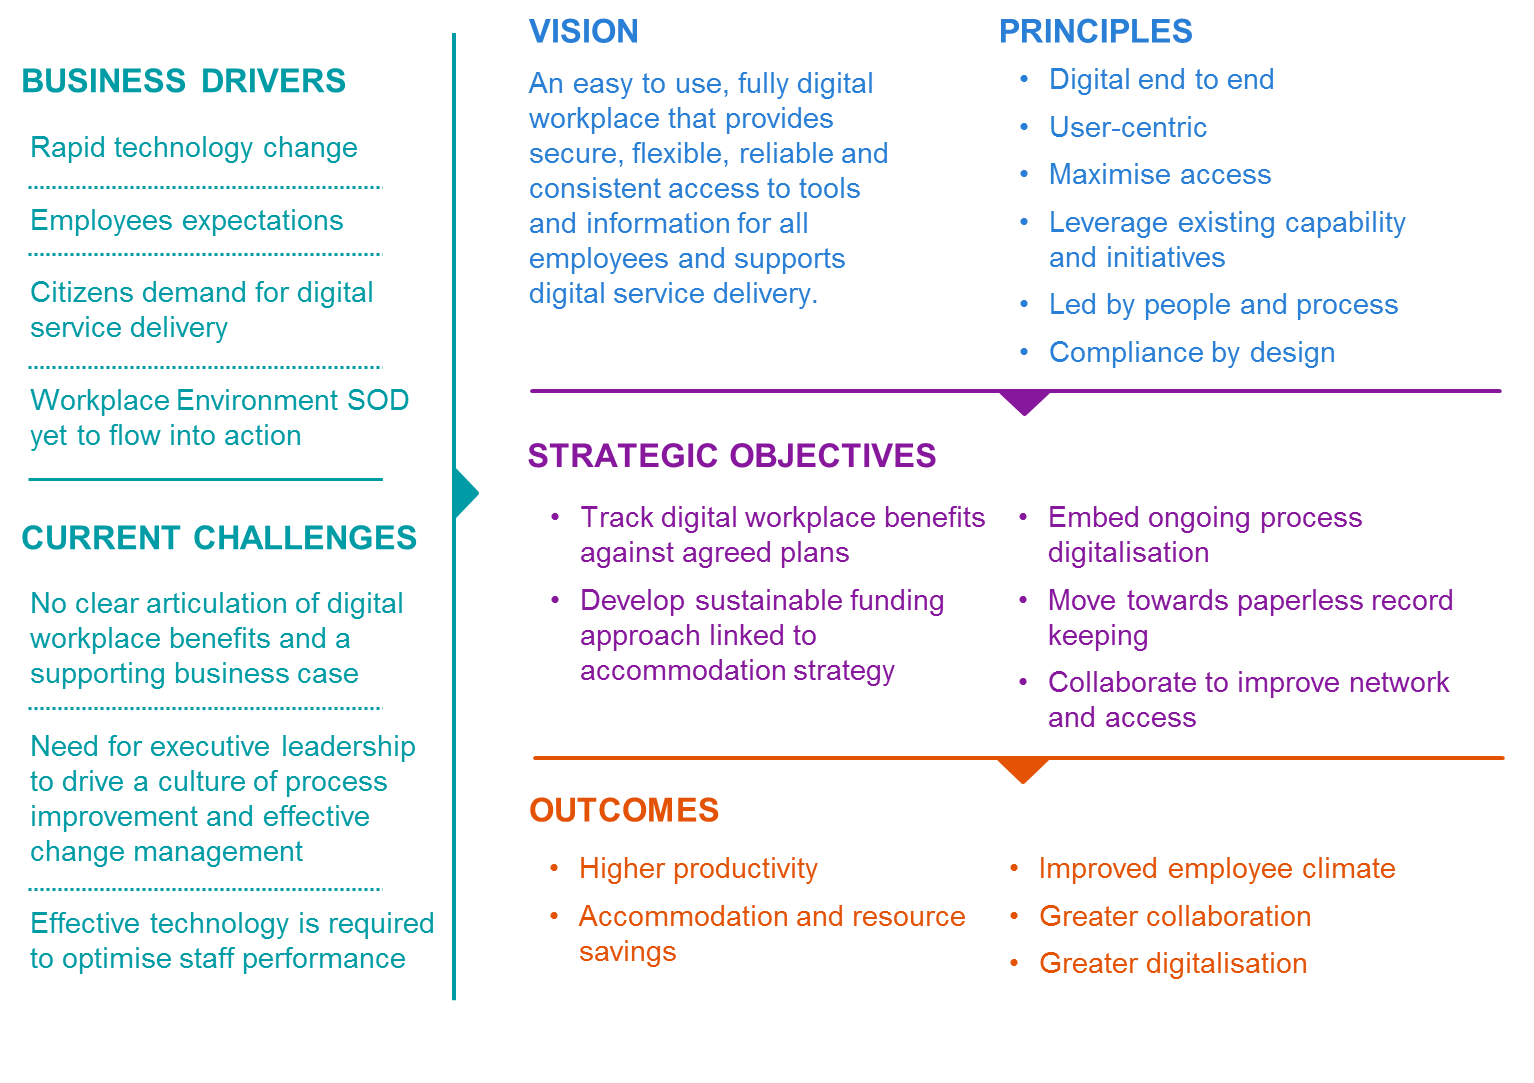 BUSINESS DRIVERS
Rapid technology change
Employees expectations
Citizens demand for digital
service delivery
Workplace Environment SOD
yet to flow into action
CURRENT CHALLENGES
No clear articulation of digital
workplace benefits and a
supporting business case
Need for executive leadership
to drive a culture of process
improvement and effective
change management
Effective technology is required
to optimise staff performance
VISION
An easy to use, fully digital
workplace that provides
secure, flexible, reliable and
consistent access to tools
and information for all
employees and supports
digital service delivery.
PRINCIPLES
• Digital end to end
• User-centric
• Maximise access
• Leverage existing capability
and initiatives
• Led by people and process
• Compliance by design
STRATEGIC OBJECTIVES
• Track digital workplace benefits
against agreed plans
• Develop sustainable funding
approach linked to
accommodation strategy
• Embed ongoing process
digitalisation
• Move towards paperless record
keeping
• Collaborate to improve network
and access
OUTCOMES
• Higher productivity
• Accommodation and resource
savings
• Improved employee climate
• Greater collaboration
• Greater digitalisation